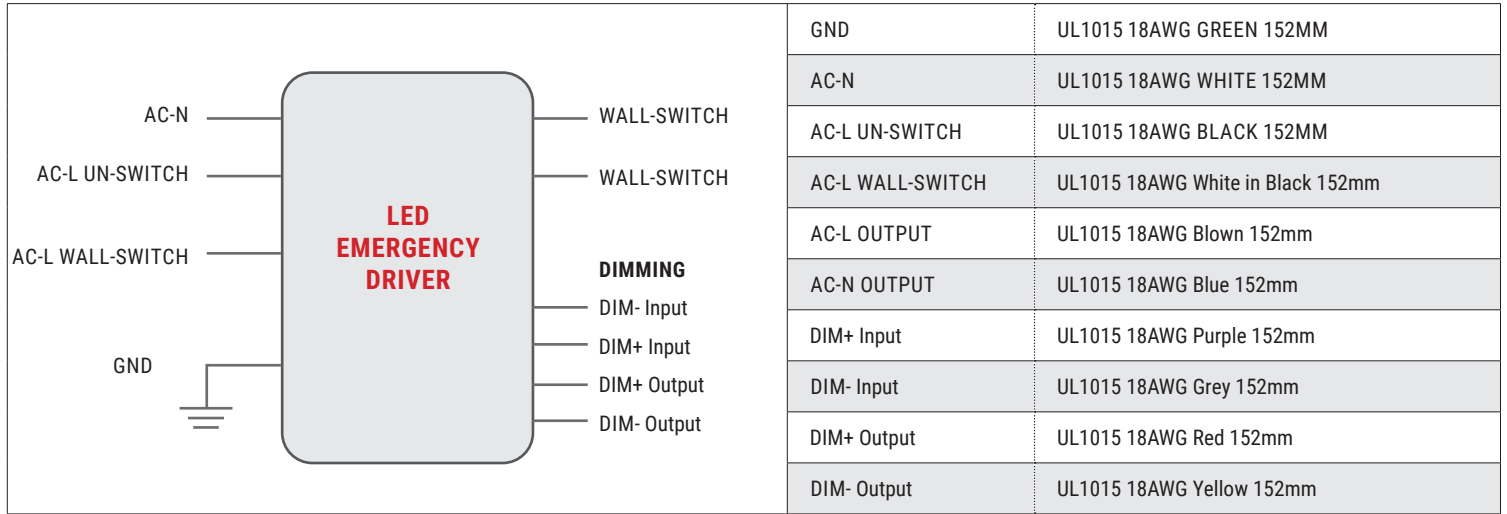 AC-N
AC-L UN-SWITCH
AC-L WALL-SWITCH
GND
LED
EMERGENCY
DRIVER
WALL-SWITCH
WALL-SWITCH
DIMMING
DIM- Input
DIM+ Input
DIM+ Output
DIM- Output
GND UL1015 18AWG GREEN 152MM
AC-N UL1015 18AWG WHITE 152MM
AC-L UN-SWITCH UL1015 18AWG BLACK 152MM
AC-L WALL-SWITCH UL1015 18AWG White in Black 152mm
AC-L OUTPUT UL1015 18AWG Blown 152mm
AC-N OUTPUT UL1015 18AWG Blue 152mm
DIM+ Input UL1015 18AWG Purple 152mm
DIM- Input UL1015 18AWG Grey 152mm
DIM+ Output UL1015 18AWG Red 152mm
DIM- Output UL1015 18AWG Yellow 152mm